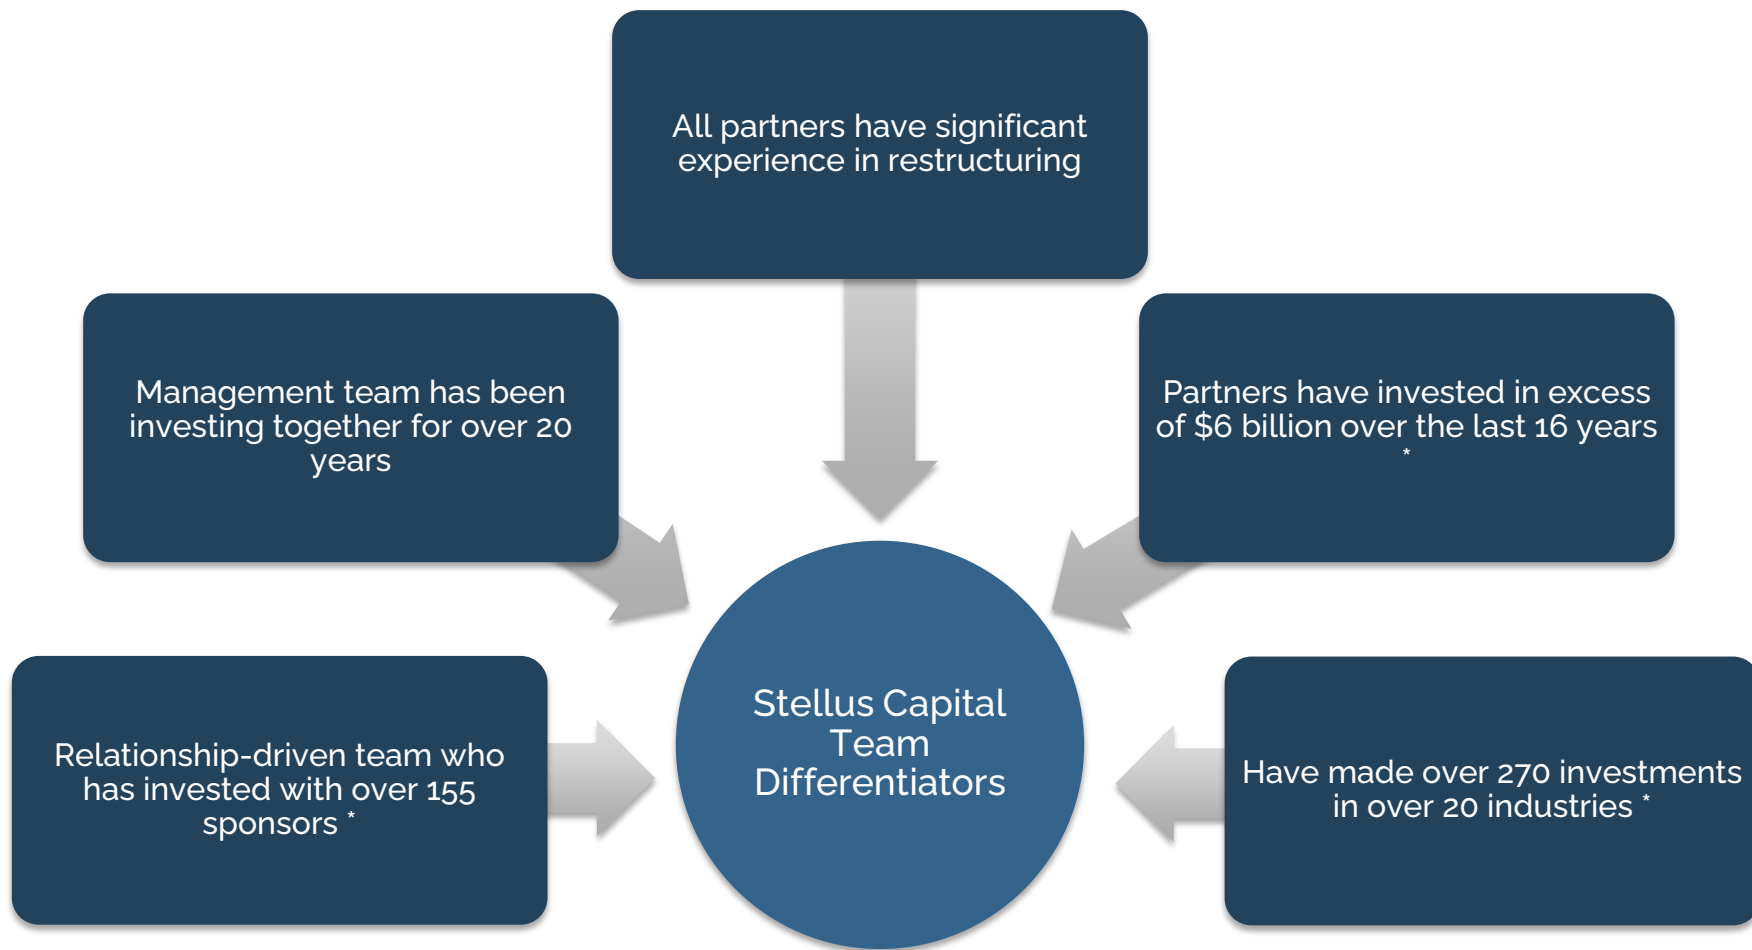 All partners have significant
experience in restructuring
Management team has been
investing together for over 20
years
Partners have invested in excess
of $6 billion over the last 16 years
*
Relationship-driven team who
has invested with over 155
sponsors *
Stellus Capital
Team
Differentiators
Have made over 270 investments
in over 20 industries *